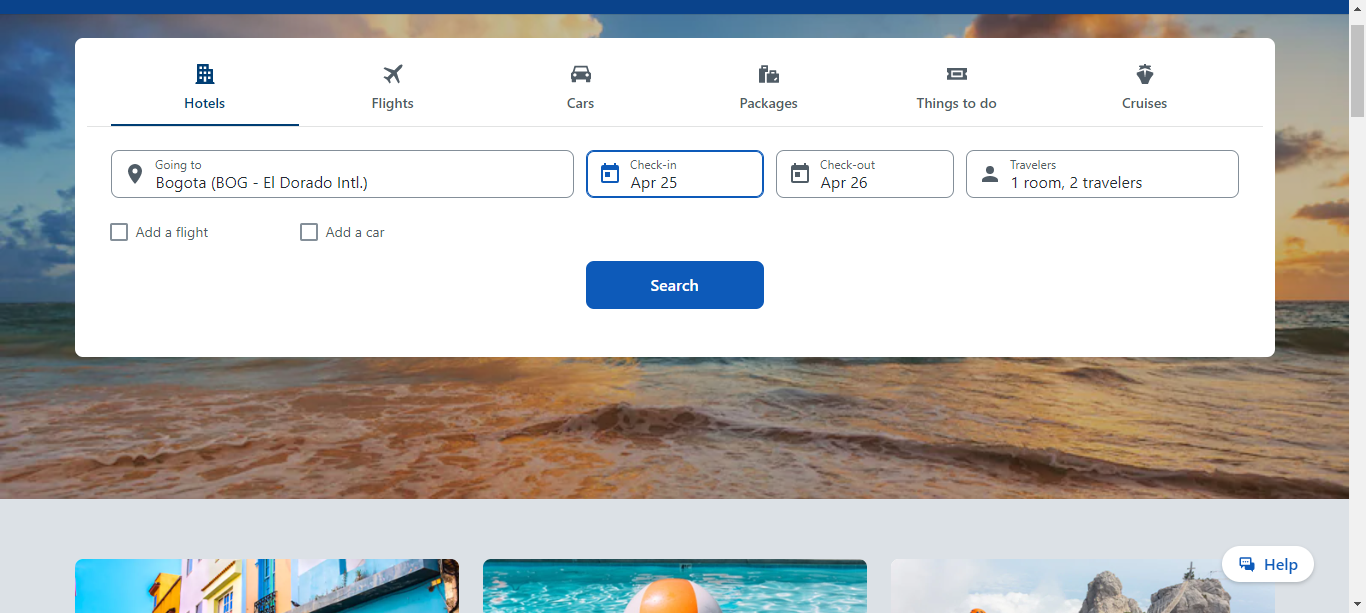 Hotels
Flights
Cars
Packages
Things to do
Cruises
Going to
Bogota (BOG - El Dorado Intl.)
Check-in
Apr 25
Check-out
Apr 26
Travelers
1 room, 2 travelers
Add a flight
Add a car
Search
Help